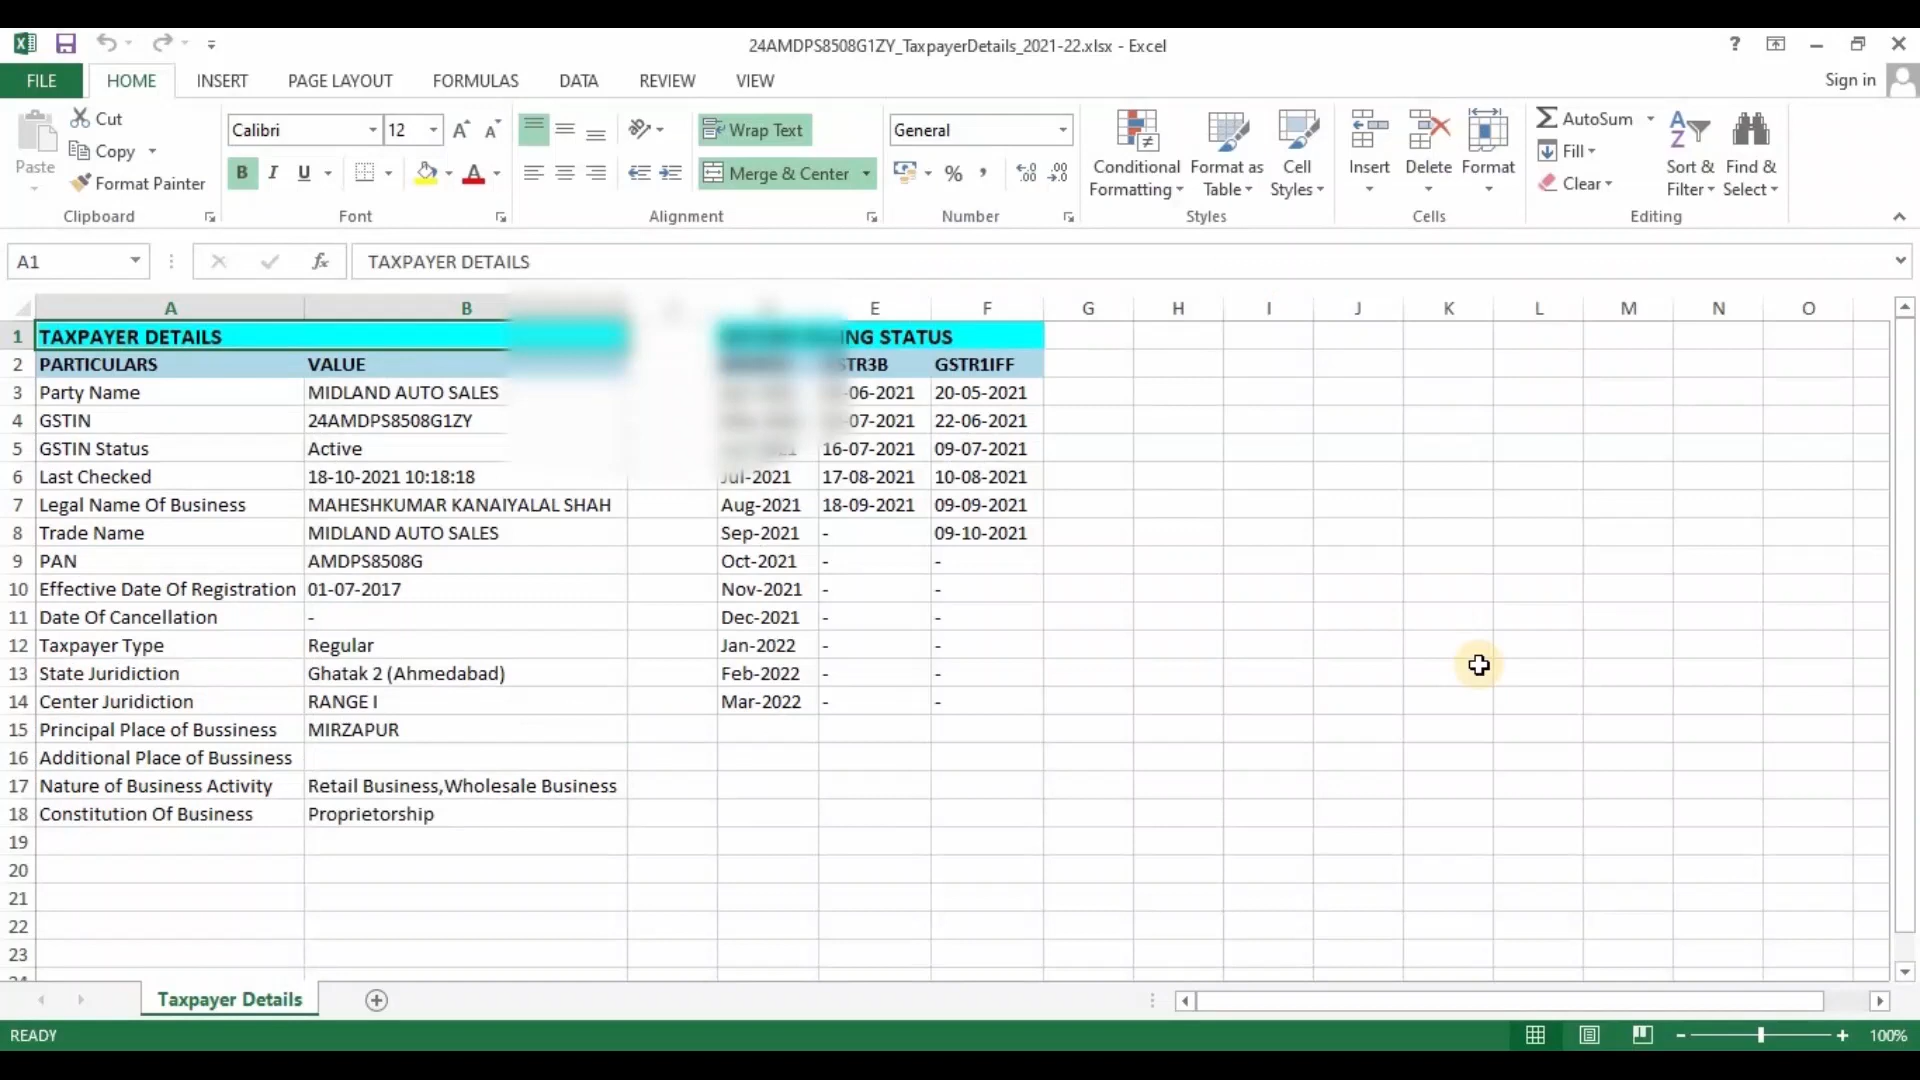 24AMDPS8508G1ZY_TaxpayerDetails_2021-22.xlsx - Excel
?
FILE HOME INSERT PAGE LAYOUT FORMULAS DATA REVIEW VIEW Sign in
Paste
Cut
Copy
Format Painter
Clipboard
Calibri 12
B I U
Font
Wrap Text
Merge & Center
Alignment
General
%
Number
Conditional Formatting
Format as Table
Cell Styles
Styles
Insert
Delete
Format
Cells
AutoSum
Fill
Clear
Sort & Filter
Find & Select
Editing
A1 fx TAXPAYER DETAILS
A B E F G H I J K L M N O
1 TAXPAYER DETAILS STATUS
2 PARTICULARS VALUE GSTR1IFF
3 Party Name MIDLAND AUTO SALES 20-05-2021
4 GSTIN 24AMDPS8508G1ZY 22-06-2021
5 GSTIN Status Active 16-07-2021 09-07-2021
6 Last Checked 18-10-2021 10:18:18 Jul-2021 17-08-2021 10-08-2021
7 Legal Name Of Business MAHESHKUMAR KANAIYALAL SHAH Aug-2021 18-09-2021 09-09-2021
8 Trade Name MIDLAND AUTO SALES Sep-2021 - 09-10-2021
9 PAN AMDPS8508G Oct-2021 - -
10 Effective Date Of Registration 01-07-2017 Nov-2021 - -
11 Date Of Cancellation - Dec-2021 - -
12 Taxpayer Type Regular Jan-2022 - -
13 State Juridiction Ghatak 2 (Ahmedabad) Feb-2022 - -
14 Center Juridiction RANGE I Mar-2022 - -
15 Principal Place of Bussiness MIRZAPUR
16 Additional Place of Bussiness
17 Nature of Business Activity Retail Business,Wholesale Business
18 Constitution Of Business Proprietorship
19
20
21
22
23
Taxpayer Details
READY 100%